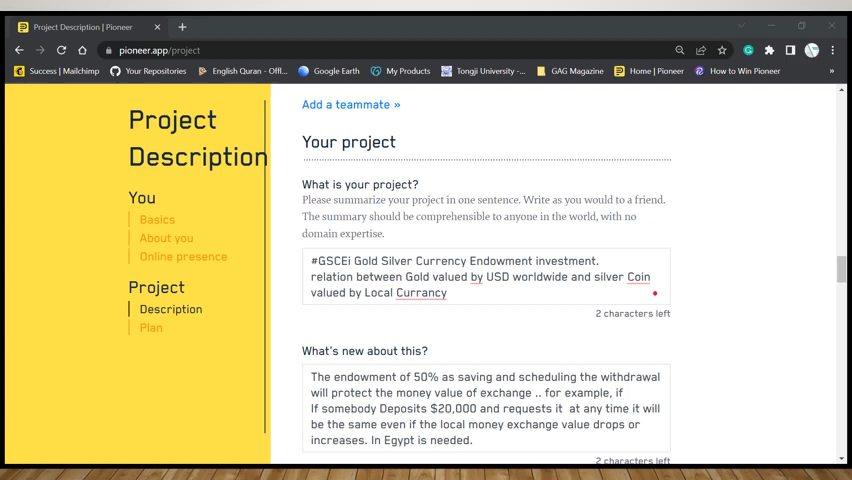 Project Description | Pioneer
pioneer.app/project
Success | Mailchimp
Your Repositories
English Quran - Offl...
Google Earth
My Products
Tongji University -...
GAG Magazine
Home | Pioneer
How to Win Pioneer
»
Project
Description
You
Basics
About you
Online presence
Project
Description
Plan
Add a teammate »
Your project
What is your project?
Please summarize your project in one sentence. Write as you would to a friend.
The summary should be comprehensible to anyone in the world, with no
domain expertise.
#GSCEi Gold Silver Currency Endowment investment.
relation between Gold valued by USD worldwide and silver Coin
valued by Local Currancy
2 characters left
What's new about this?
The endowment of 50% as saving and scheduling the withdrawal
will protect the money value of exchange .. for example, if
If somebody Deposits $20,000 and requests it  at any time it will
be the same even if the local money exchange value drops or
increases. In Egypt is needed.
2 characters left